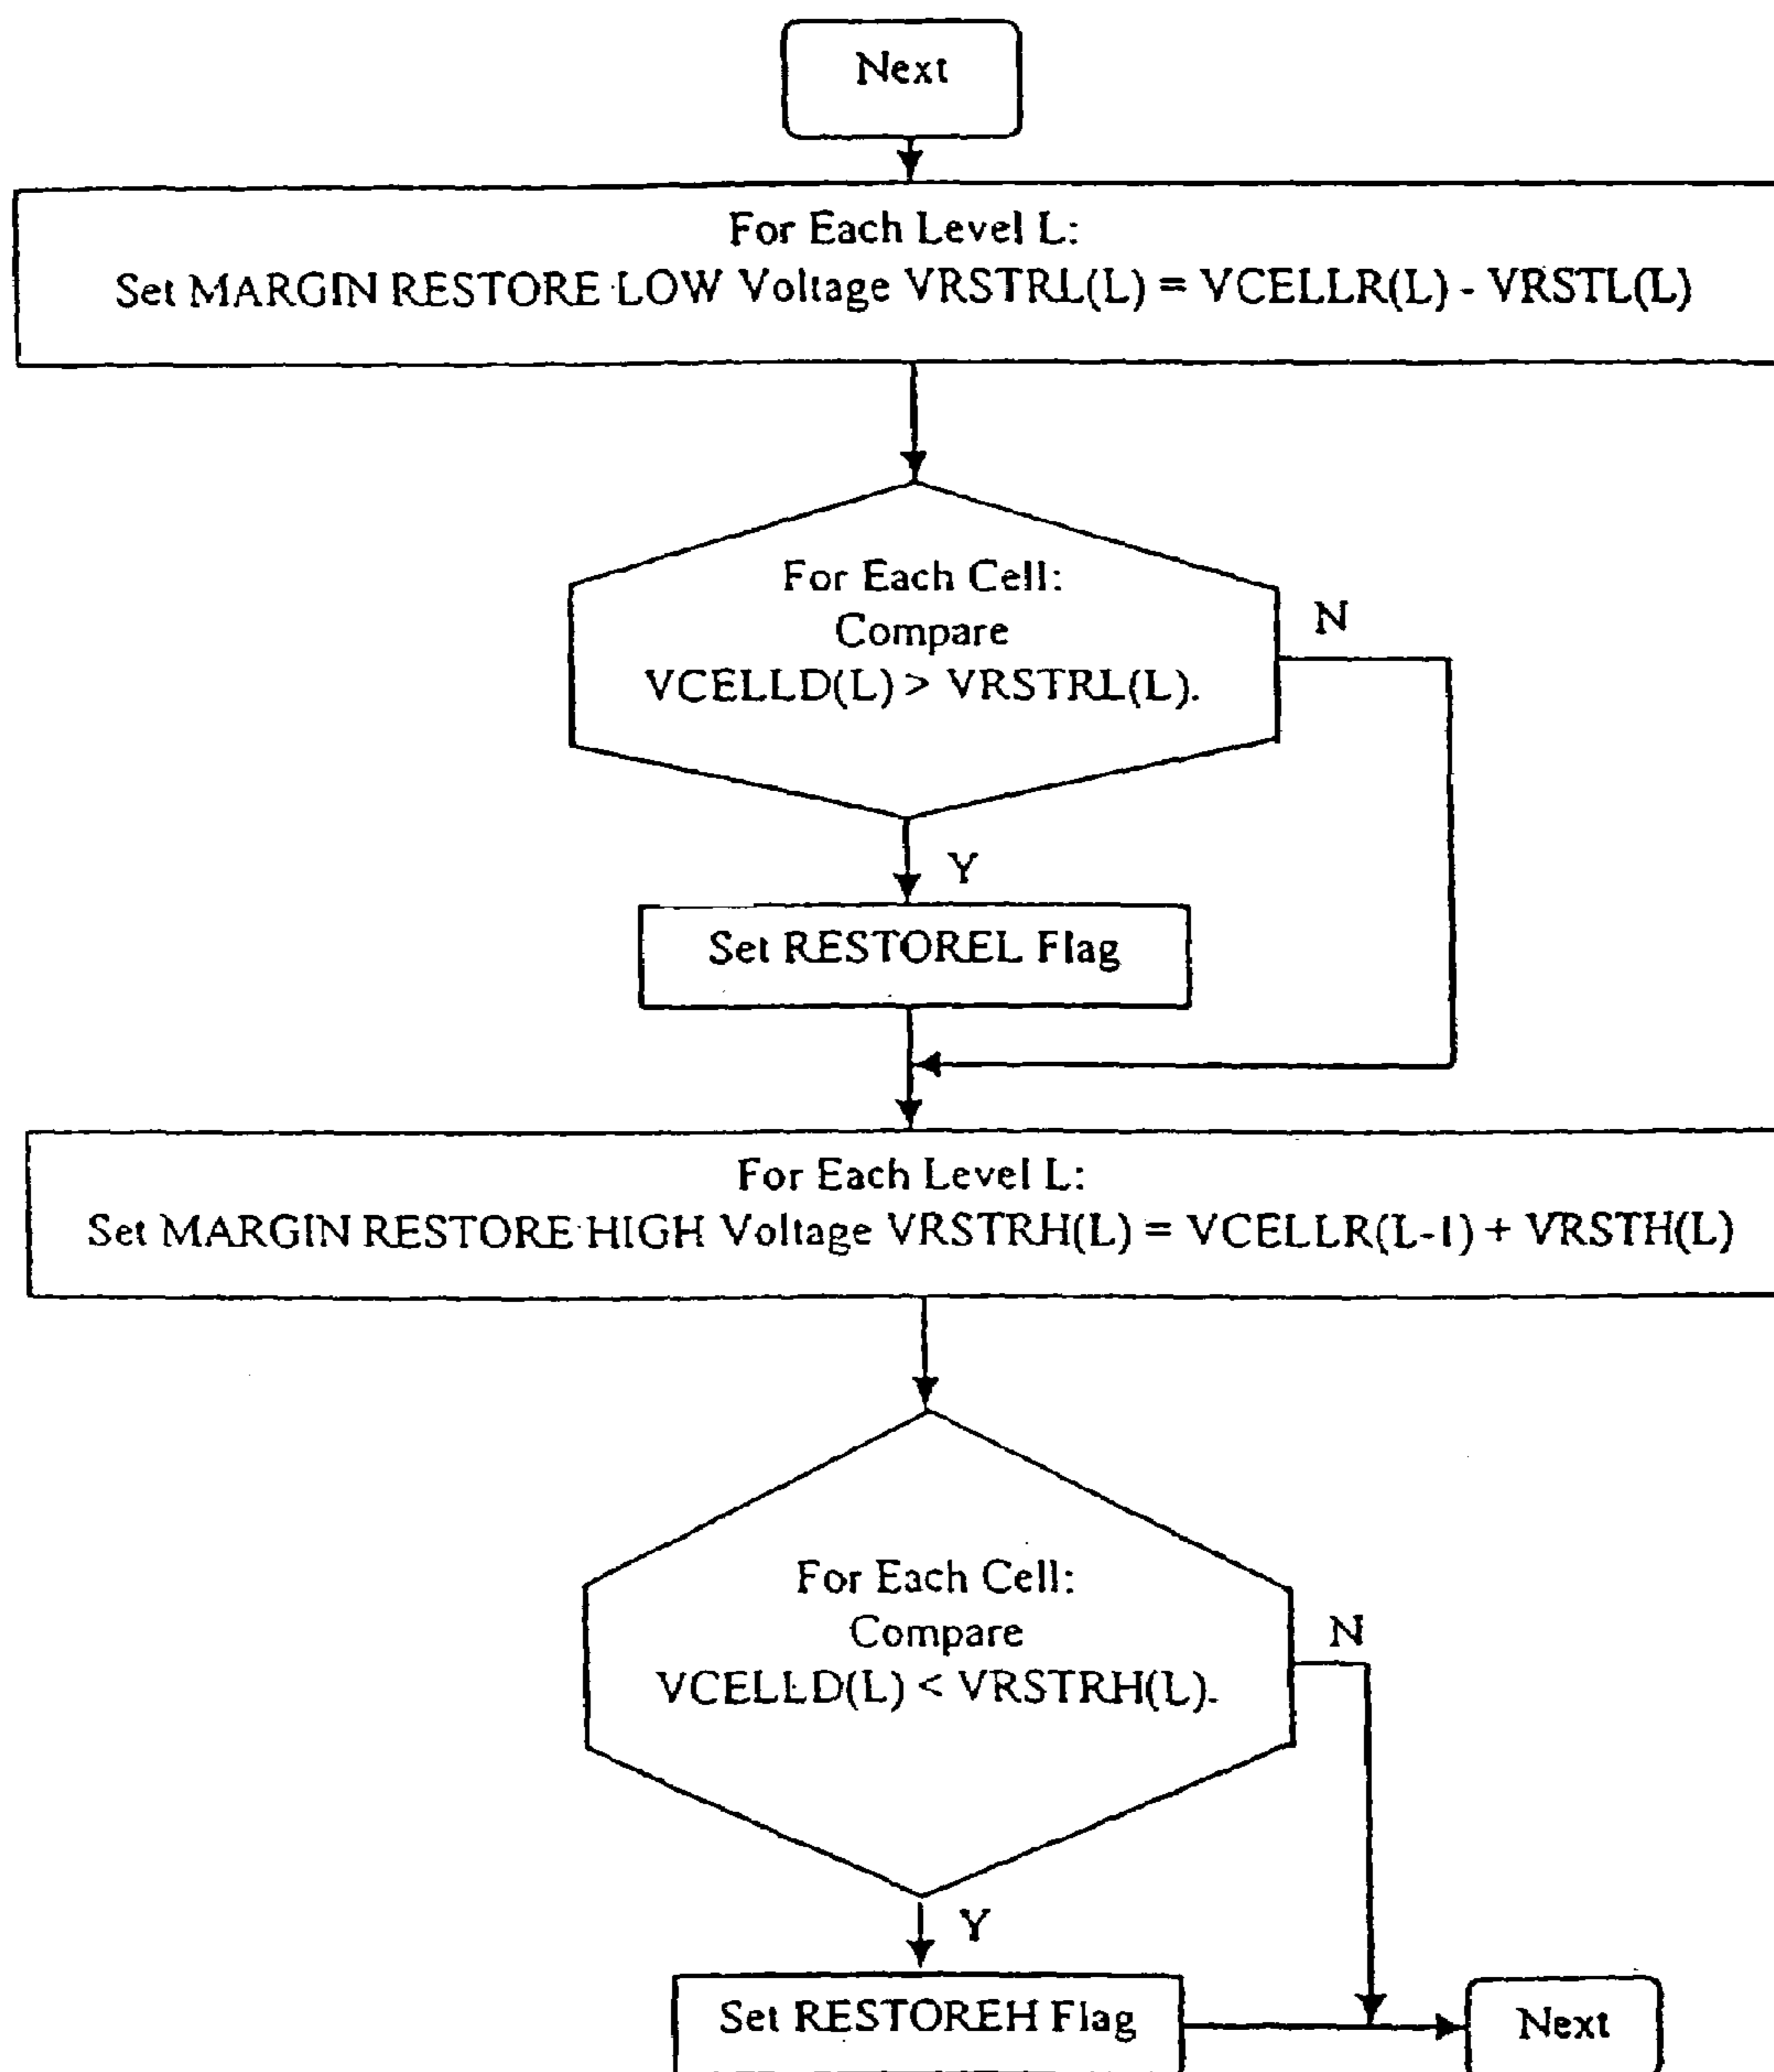 Next
For Each Level L:
Set MARGIN RESTORE LOW Voltage VRSTRL(L) = VCELLR(L) - VRSTL(L)
For Each Cell:
Compare
VCELLD(L) > VRSTRL(L).
N
Y
Set RESTOREL Flag
For Each Level L:
Set MARGIN RESTORE HIGH Voltage VRSTRH(L) = VCELLR(L-1) + VRSTH(L)
For Each Cell:
Compare
VCELLD(L) < VRSTRH(L).
N
Y
Set RESTOREH Flag
Next